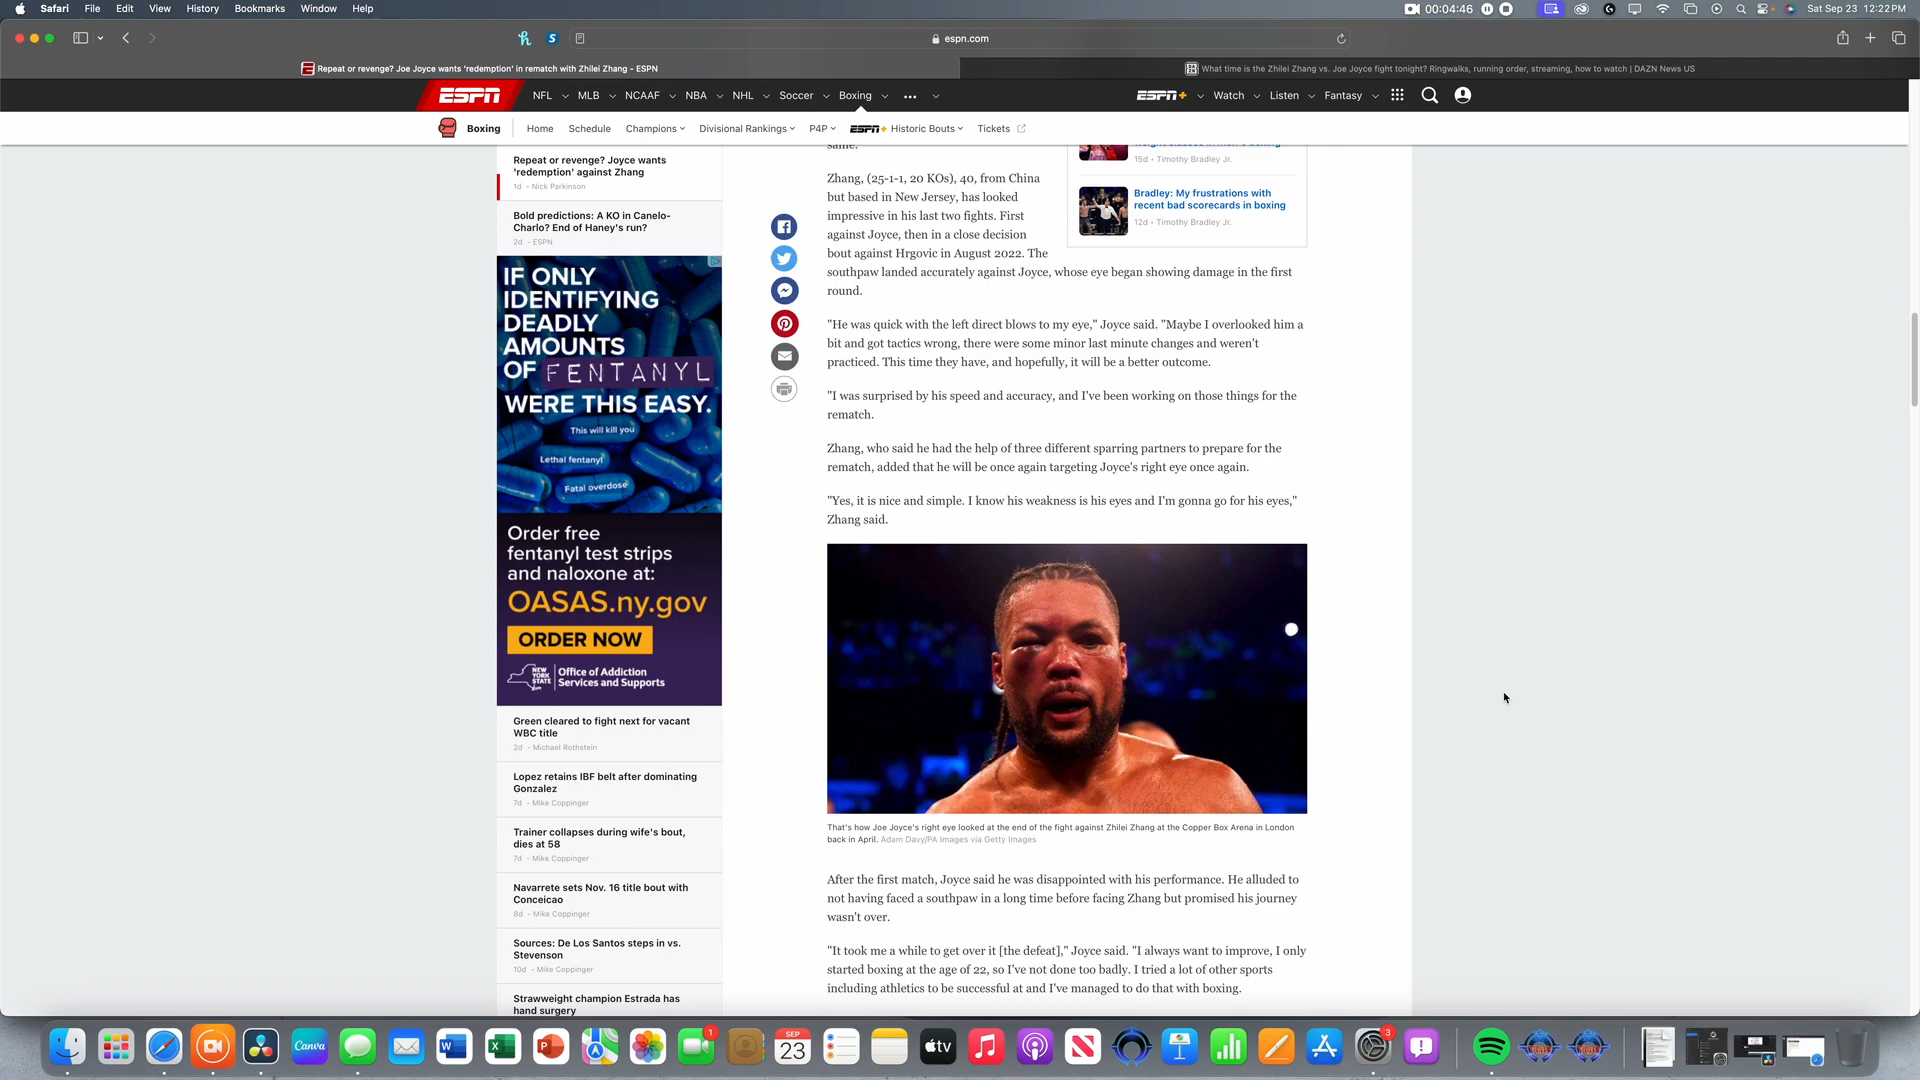 Safari File Edit View History Bookmarks Window Help
00:04:46
Sat Sep 23 12:22 PM
espn.com
Repeat or revenge? Joe Joyce wants 'redemption' in rematch with Zhilei Zhang - ESPN
What time is the Zhilei Zhang vs. Joe Joyce fight tonight? Ringwalks, running order, streaming, how to watch | DAZN News US
ESPN NFL MLB NCAAF NBA NHL Soccer Boxing •••
ESPN+ Watch Listen Fantasy
Boxing Home Schedule Champions Divisional Rankings P4P ESPN+ Historic Bouts Tickets
Repeat or revenge? Joyce wants
'redemption' against Zhang
1d - Nick Parkinson
Bold predictions: A KO in Canelo-
Charlo? End of Haney's run?
2d - ESPN
IF ONLY
IDENTIFYING
DEADLY
AMOUNTS
OF FENTANYL
WERE THIS EASY.
This will kill you
Lethal fentanyl
Fatal overdose
Order free
fentanyl test strips
and naloxone at:
OASAS.ny.gov
ORDER NOW
NEW YORK STATE
Office of Addiction
Services and Supports
Green cleared to fight next for vacant
WBC title
2d - Michael Rothstein
Lopez retains IBF belt after dominating
Gonzalez
7d - Mike Coppinger
Trainer collapses during wife's bout,
dies at 58
7d - Mike Coppinger
Navarrete sets Nov. 16 title bout with
Conceicao
8d - Mike Coppinger
Sources: De Los Santos steps in vs.
Stevenson
10d - Mike Coppinger
Strawweight champion Estrada has
hand surgery
same.
Zhang, (25-1-1, 20 KOs), 40, from China
but based in New Jersey, has looked
impressive in his last two fights. First
against Joyce, then in a close decision
bout against Hrgovic in August 2022. The
southpaw landed accurately against Joyce, whose eye began showing damage in the first
round.
"He was quick with the left direct blows to my eye," Joyce said. "Maybe I overlooked him a
bit and got tactics wrong, there were some minor last minute changes and weren't
practiced. This time they have, and hopefully, it will be a better outcome.
"I was surprised by his speed and accuracy, and I've been working on those things for the
rematch.
Zhang, who said he had the help of three different sparring partners to prepare for the
rematch, added that he will be once again targeting Joyce's right eye once again.
"Yes, it is nice and simple. I know his weakness is his eyes and I'm gonna go for his eyes,"
Zhang said.
That's how Joe Joyce's right eye looked at the end of the fight against Zhilei Zhang at the Copper Box Arena in London
back in April. Adam Davy/PA Images via Getty Images
After the first match, Joyce said he was disappointed with his performance. He alluded to
not having faced a southpaw in a long time before facing Zhang but promised his journey
wasn't over.
"It took me a while to get over it [the defeat]," Joyce said. "I always want to improve, I only
started boxing at the age of 22, so I've not done too badly. I tried a lot of other sports
including athletics to be successful at and I've managed to do that with boxing.
15d - Timothy Bradley Jr.
Bradley: My frustrations with
recent bad scorecards in boxing
12d - Timothy Bradley Jr.
Canva
1
SEP
23
tv
3